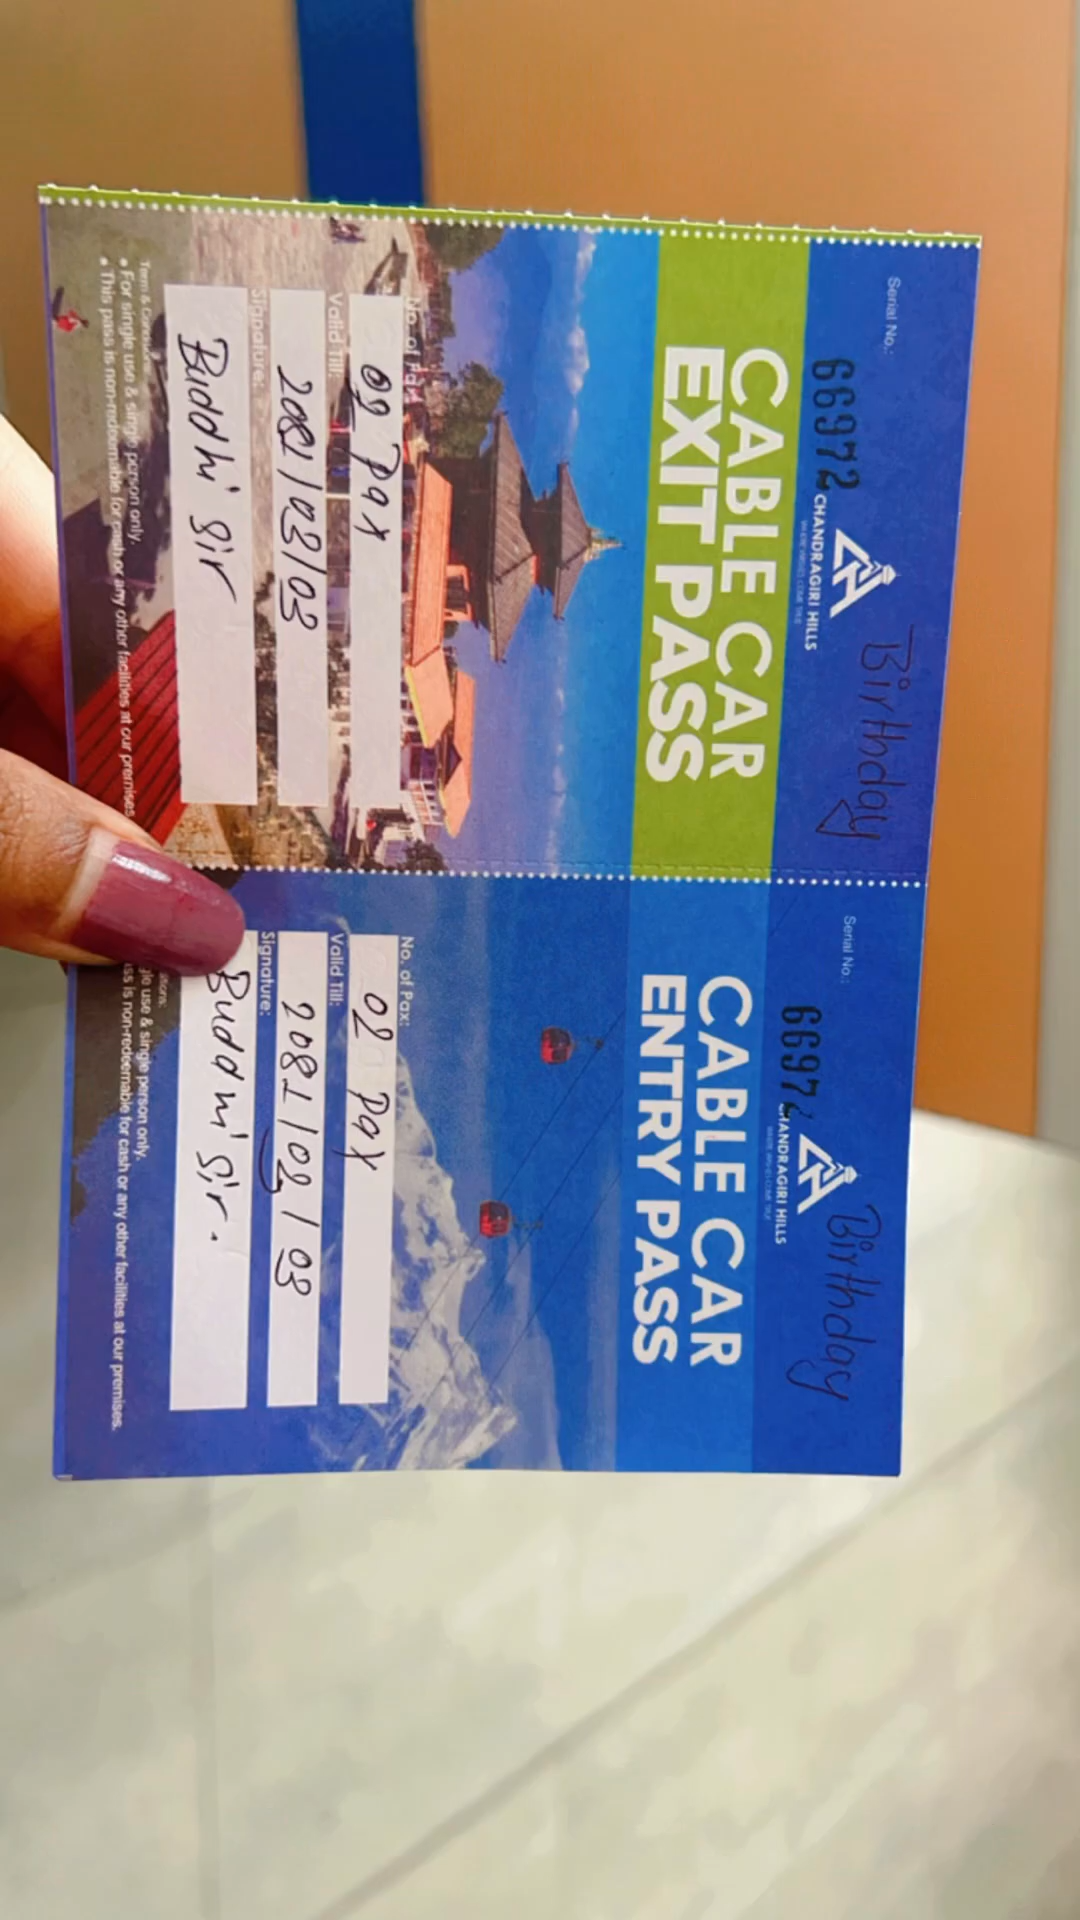 Serial No.:
66972
CHANDRAGIRI HILLS
Birthday
CABLE CAR
EXIT PASS
No. of Pax:
02 Pax
Valid Till:
2081/03/03
Signature:
Buddhi Sir
Term & Conditions:
• For single use & single person only.
• This pass is non-redeemable for cash or any other facilities at our premises.
Serial No.:
66972
CHANDRAGIRI HILLS
Birthday
CABLE CAR
ENTRY PASS
No. of Pax:
02 Pax
Valid Till:
2081/03/03
Signature:
Buddhi Sir.
use & single person only.
is non-redeemable for cash or any other facilities at our premises.